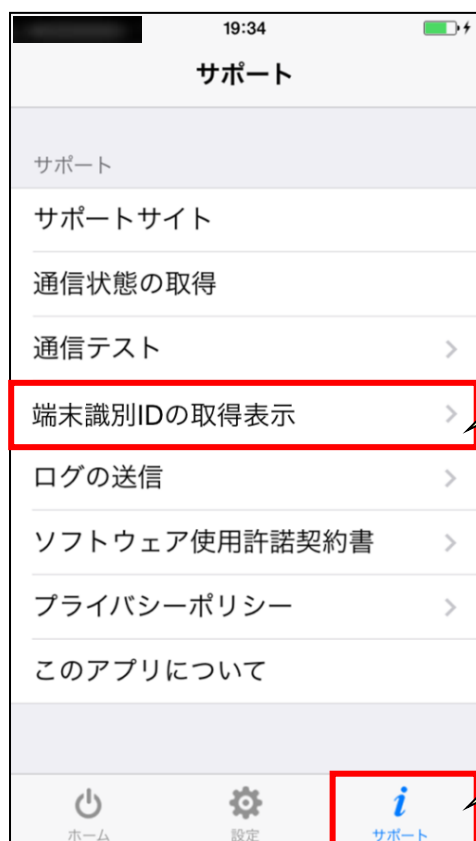 19:34
サポート
サポート
サポートサイト
通信状態の取得
通信テスト
端末識別IDの取得表示
ログの送信
ソフトウェア使用許諾契約書
プライバシーポリシー
このアプリについて
ホーム 設定 サポート